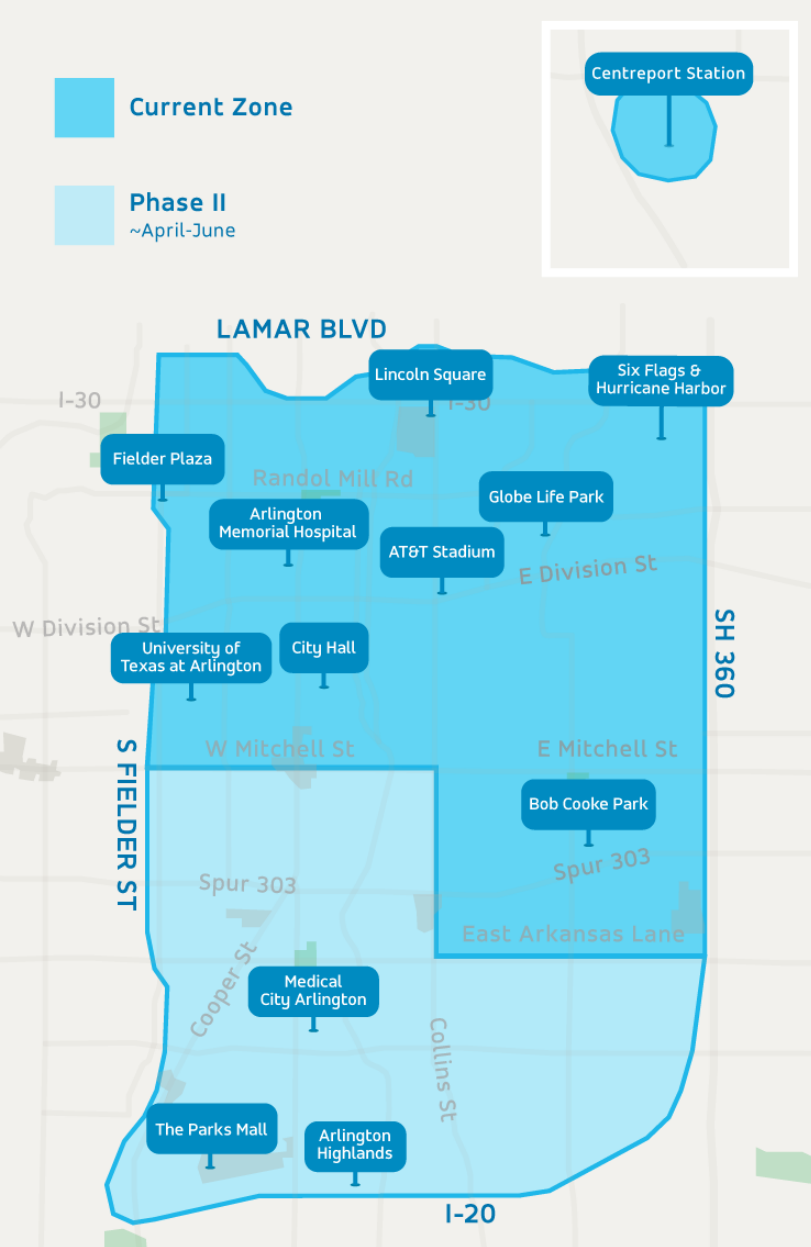 Current Zone
Phase II
~April-June
Centreport Station
LAMAR BLVD
Lincoln Square
Six Flags &
Hurricane Harbor
I-30
I-30
Fielder Plaza
Randol Mill Rd
Globe Life Park
Arlington
Memorial Hospital
AT&T Stadium
E Division St
W Division St
University of
Texas at Arlington
City Hall
SH 360
W Mitchell St
E Mitchell St
S FIELDER ST
Bob Cooke Park
Spur 303
Spur 303
East Arkansas Lane
Cooper St
Medical
City Arlington
Collins St
The Parks Mall
Arlington
Highlands
I-20